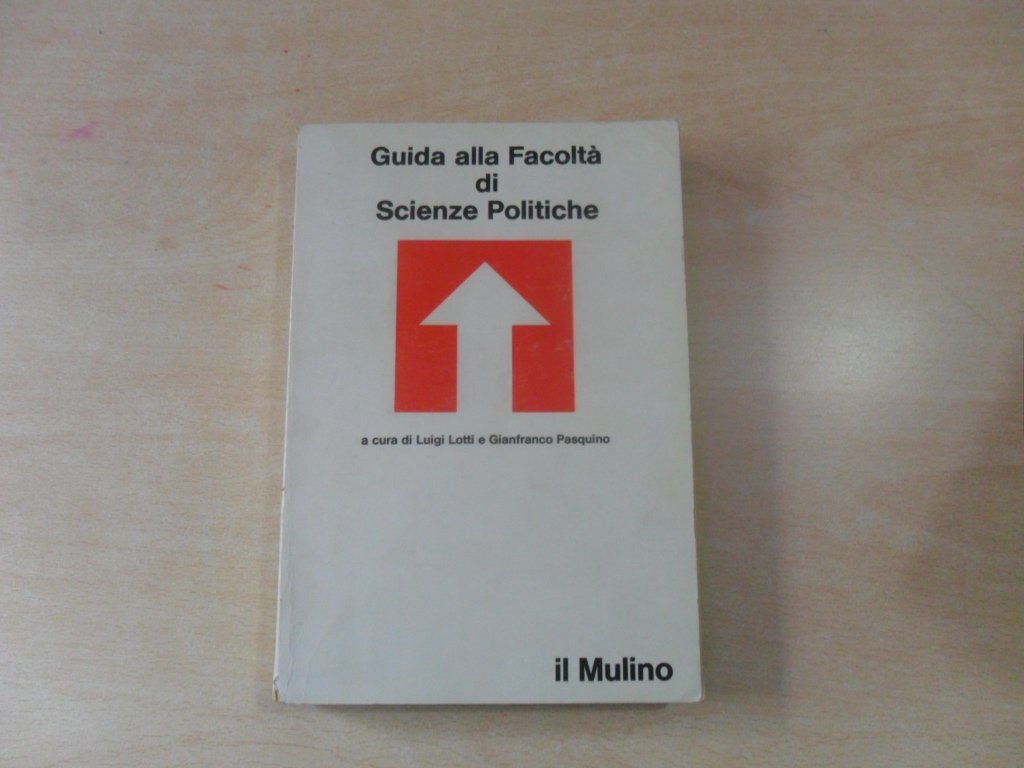 Guida alla Facoltà
di
Scienze Politiche
a cura di Luigi Lotti e Gianfranco Pasquino
il Mulino